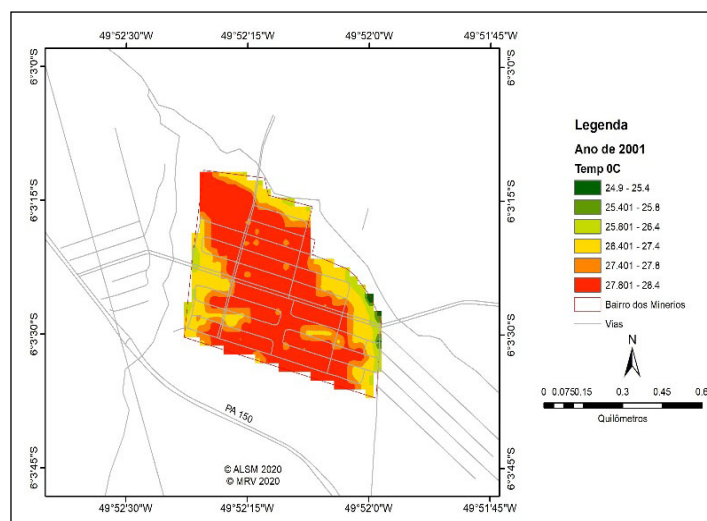 49°52'30"W 49°52'15"W 49°52'0"W 49°51'45"W
6°3'0"S 6°3'0"S
6°3'15"S 6°3'15"S
6°3'30"S 6°3'30"S
6°3'45"S 6°3'45"S
PA 150
© ALSM 2020
© MRV 2020
49°52'30"W 49°52'15"W 49°52'0"W 49°51'45"W
Legenda
Ano de 2001
Temp 0C
24.9 - 25.4
25.401 - 25.8
25.801 - 26.4
26.401 - 27.4
27.401 - 27.8
27.801 - 28.4
Bairro dos Minerios
Vias
N
0 0.075 0.15 0.3 0.45 0.6
Quilômetros